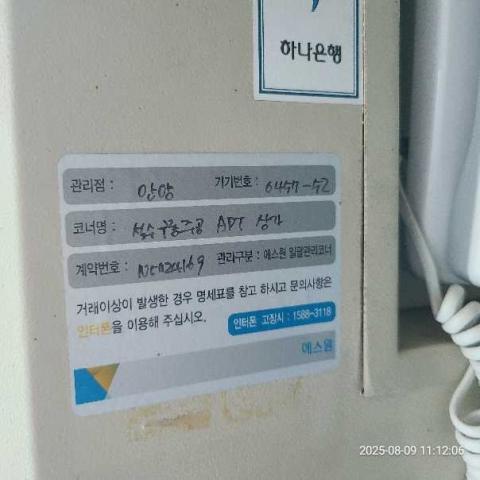 하나은행
관리점 : 안양 기기번호 : 6457-52
코너명 : 석수주공 APT 상가
계약번호 : 관리구분 : 에스원 일괄관리코너
거래이상이 발생한 경우 명세표를 참고 하시고 문의사항은
인터폰을 이용해 주십시오.
인터폰 고장시 : 1588-3118
에스원
2025-08-09 11:12:06